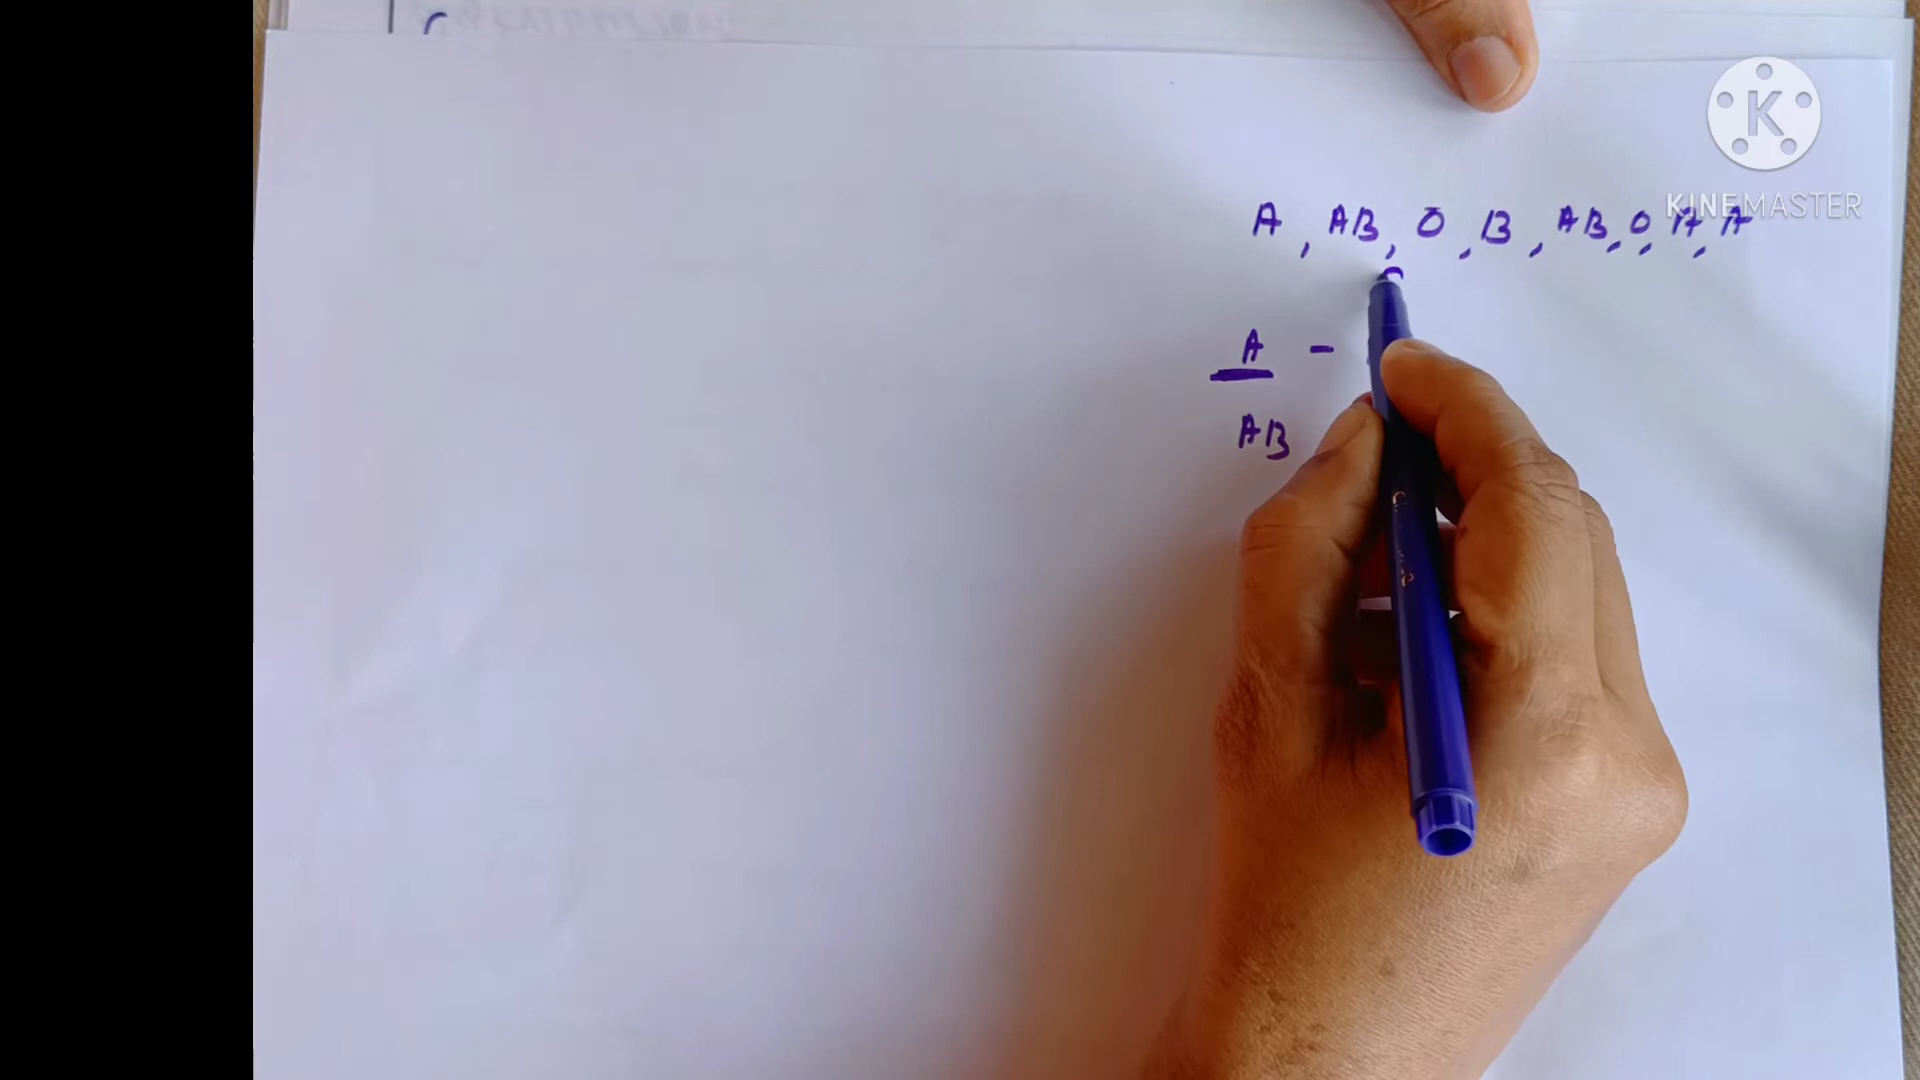 K
KINEMASTER
A, AB, O, B, AB, O, A, A
A -
AB